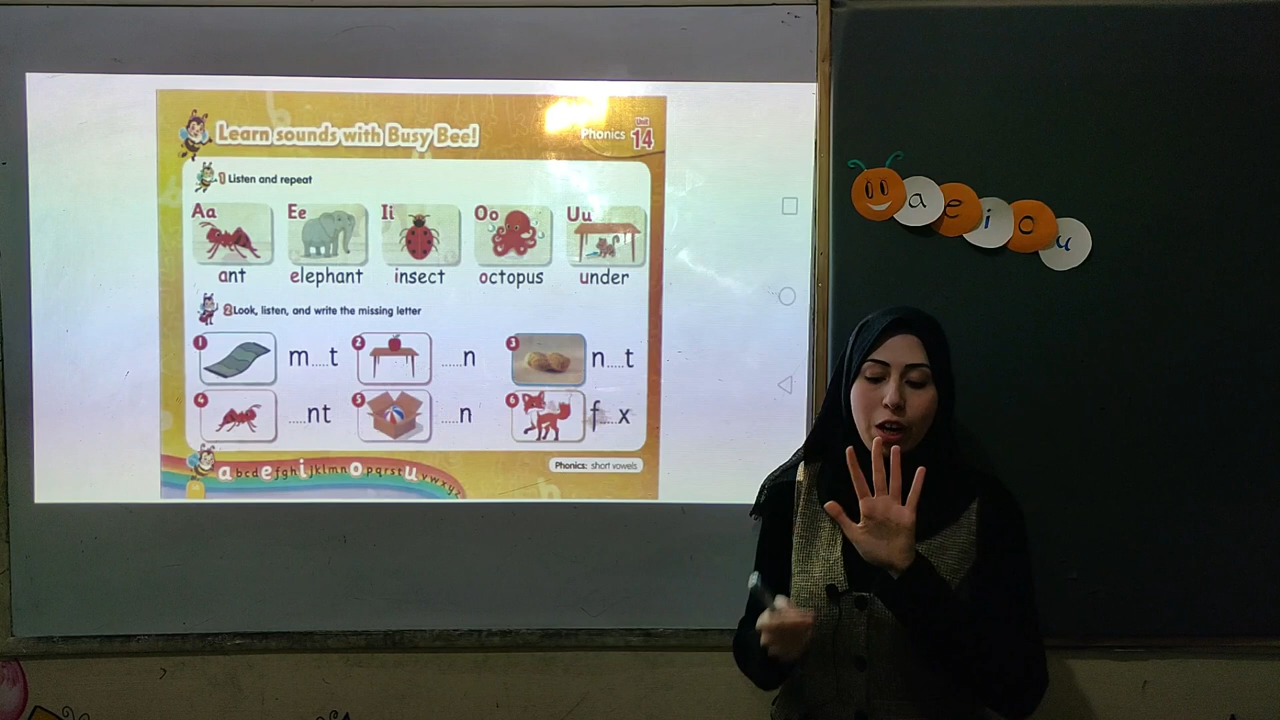 Learn sounds with Busy Bee!
Phonics Unit 14
1 Listen and repeat
Aa Ee Ii Oo Uu
ant elephant insect octopus under
2 Look, listen, and write the missing letter
1 m....t 2 .....n 3 n....t
4 .....nt 5 ....n 6 f.....x
a b c d e f g h i j k l m n o p q r s t u v w x y z
Phonics: short vowels
a e i o u